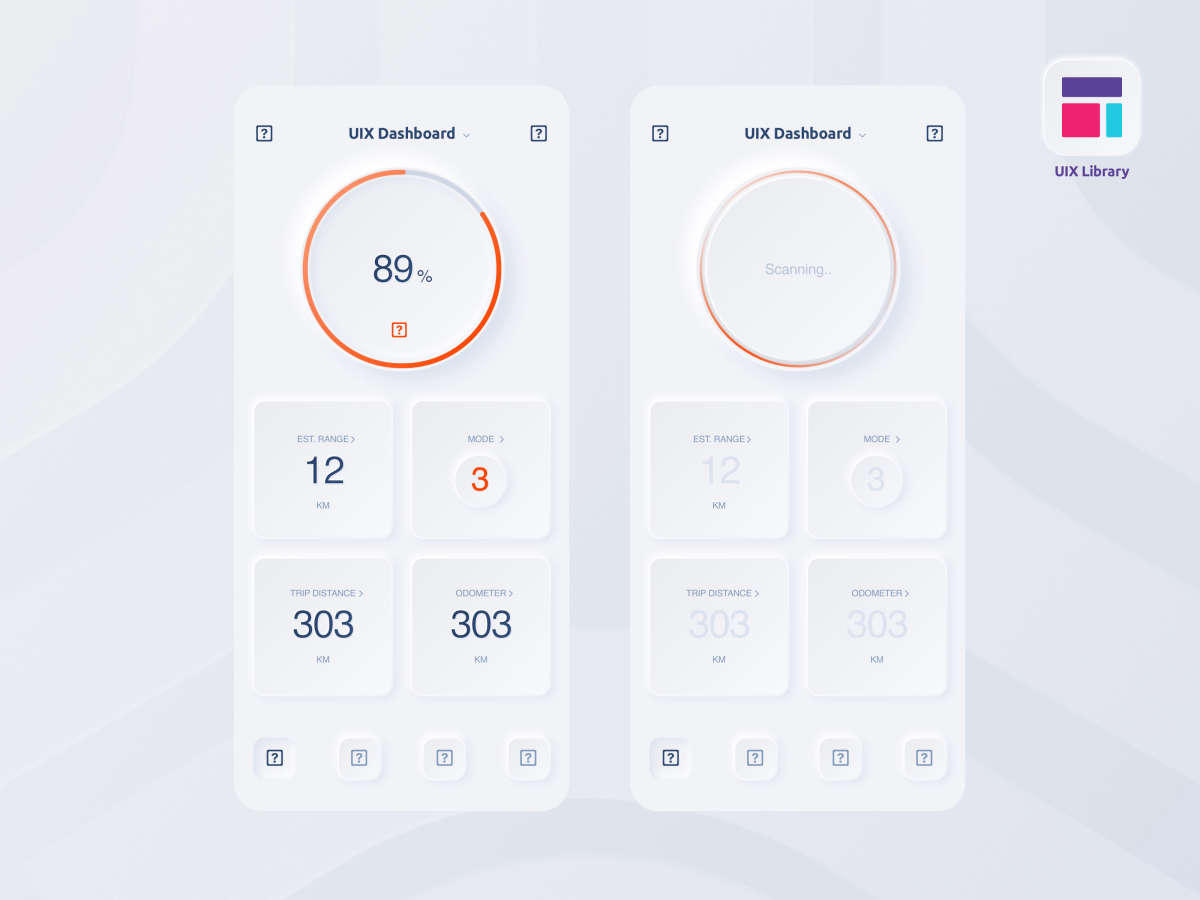 UIX Dashboard
89 %
EST. RANGE
12
KM
MODE
3
TRIP DISTANCE
303
KM
ODOMETER
303
KM
UIX Dashboard
Scanning..
EST. RANGE
12
KM
MODE
3
TRIP DISTANCE
303
KM
ODOMETER
303
KM
UIX Library